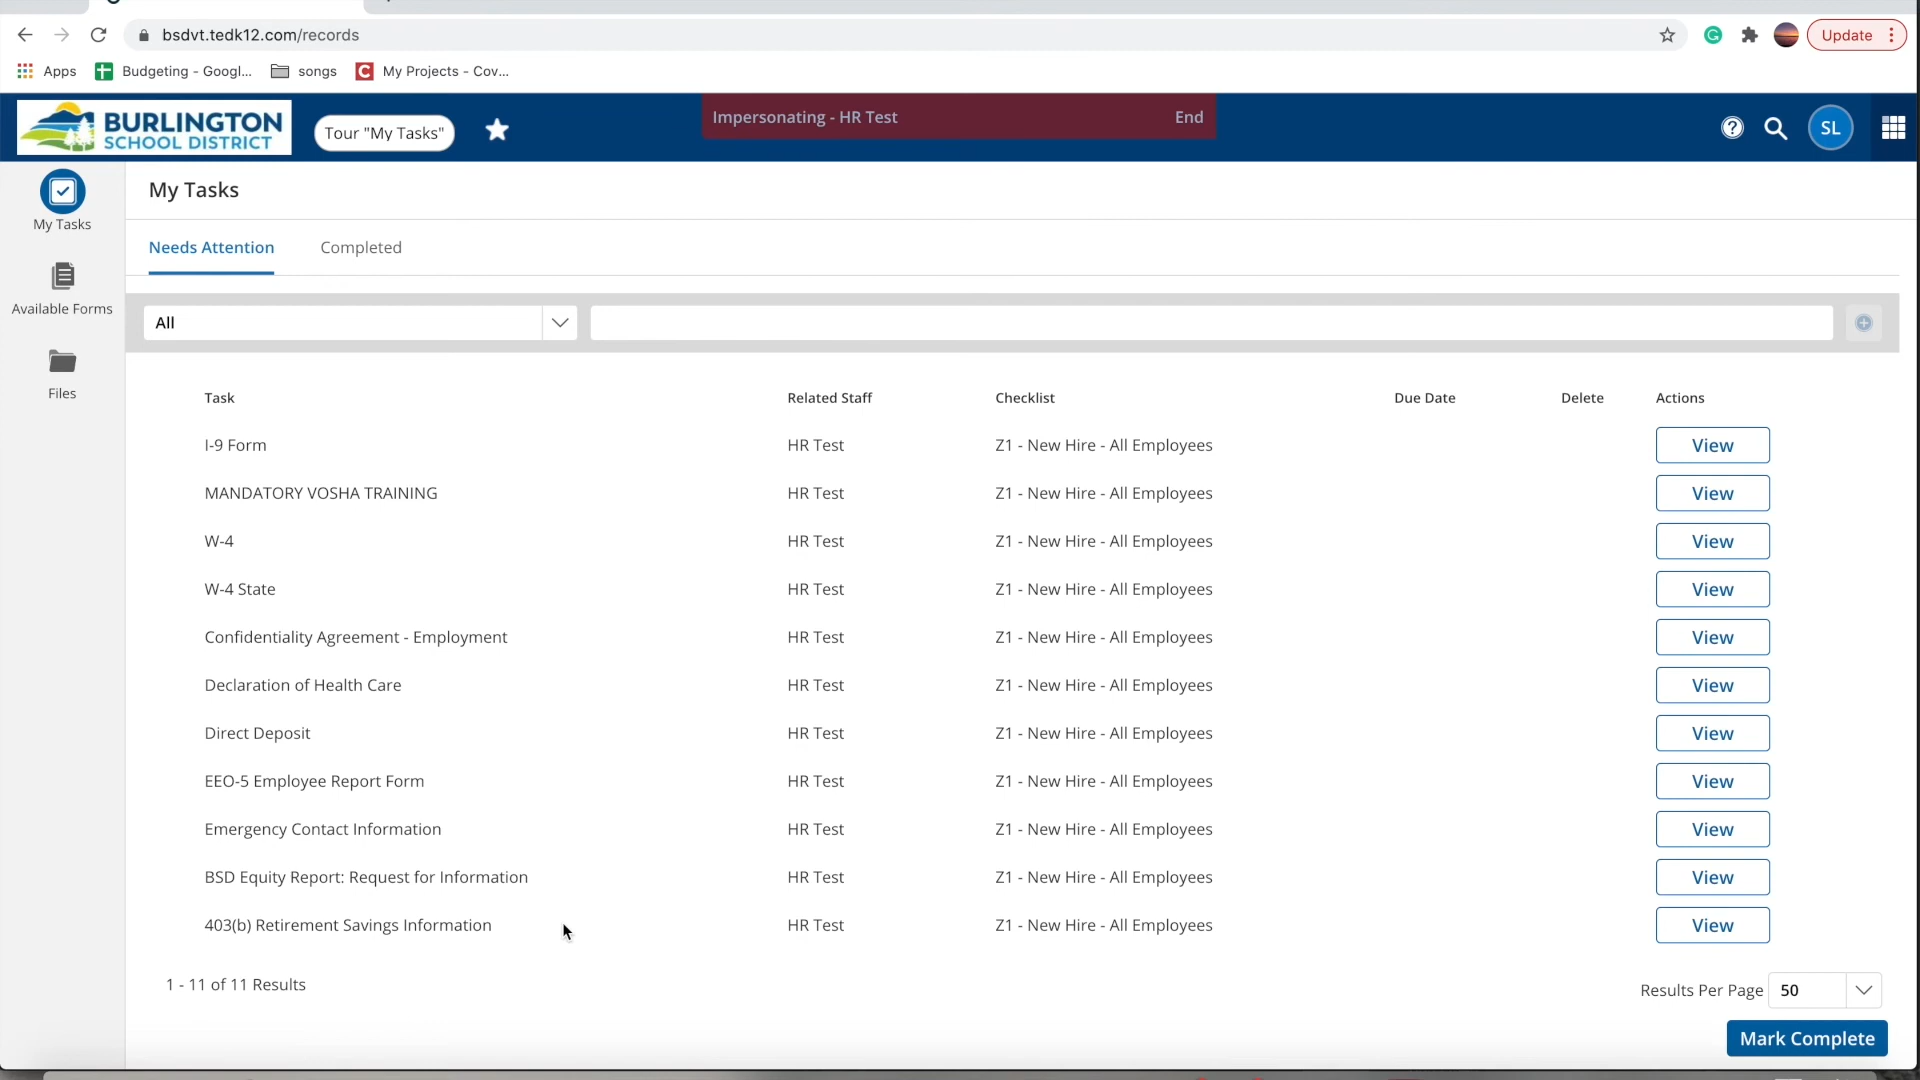 bsdvt.tedk12.com/records
Update
Apps
Budgeting - Googl...
songs
C
My Projects - Cov...
BURLINGTON
SCHOOL DISTRICT
Tour "My Tasks"
Impersonating - HR Test
End
SL
My Tasks
My Tasks
Needs Attention
Completed
Available Forms
All
Files
Task Related Staff Checklist Due Date Delete Actions
I-9 Form HR Test Z1 - New Hire - All Employees View
MANDATORY VOSHA TRAINING HR Test Z1 - New Hire - All Employees View
W-4 HR Test Z1 - New Hire - All Employees View
W-4 State HR Test Z1 - New Hire - All Employees View
Confidentiality Agreement - Employment HR Test Z1 - New Hire - All Employees View
Declaration of Health Care HR Test Z1 - New Hire - All Employees View
Direct Deposit HR Test Z1 - New Hire - All Employees View
EEO-5 Employee Report Form HR Test Z1 - New Hire - All Employees View
Emergency Contact Information HR Test Z1 - New Hire - All Employees View
BSD Equity Report: Request for Information HR Test Z1 - New Hire - All Employees View
403(b) Retirement Savings Information HR Test Z1 - New Hire - All Employees View
1 - 11 of 11 Results
Results Per Page 50
Mark Complete